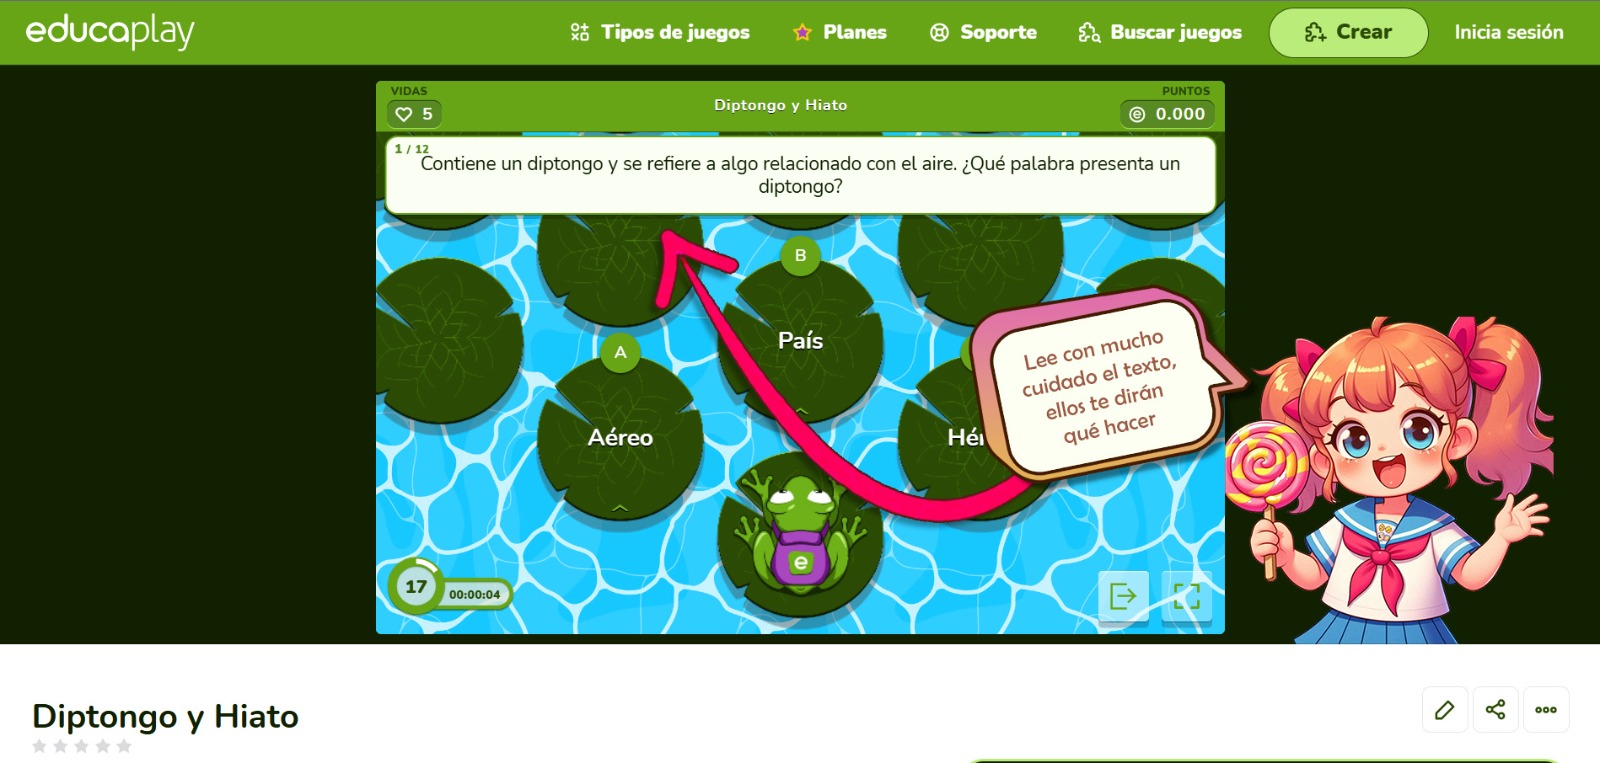 educaplay
Tipos de juegos
Planes
Soporte
Buscar juegos
Crear
Inicia sesión
VIDAS
5
Diptongo y Hiato
PUNTOS
0.000
1 / 12
Contiene un diptongo y se refiere a algo relacionado con el aire. ¿Qué palabra presenta un
diptongo?
B
País
A
Aéreo
Lee con mucho
cuidado el texto,
ellos te dirán
qué hacer
e
17
00:00:04
Diptongo y Hiato